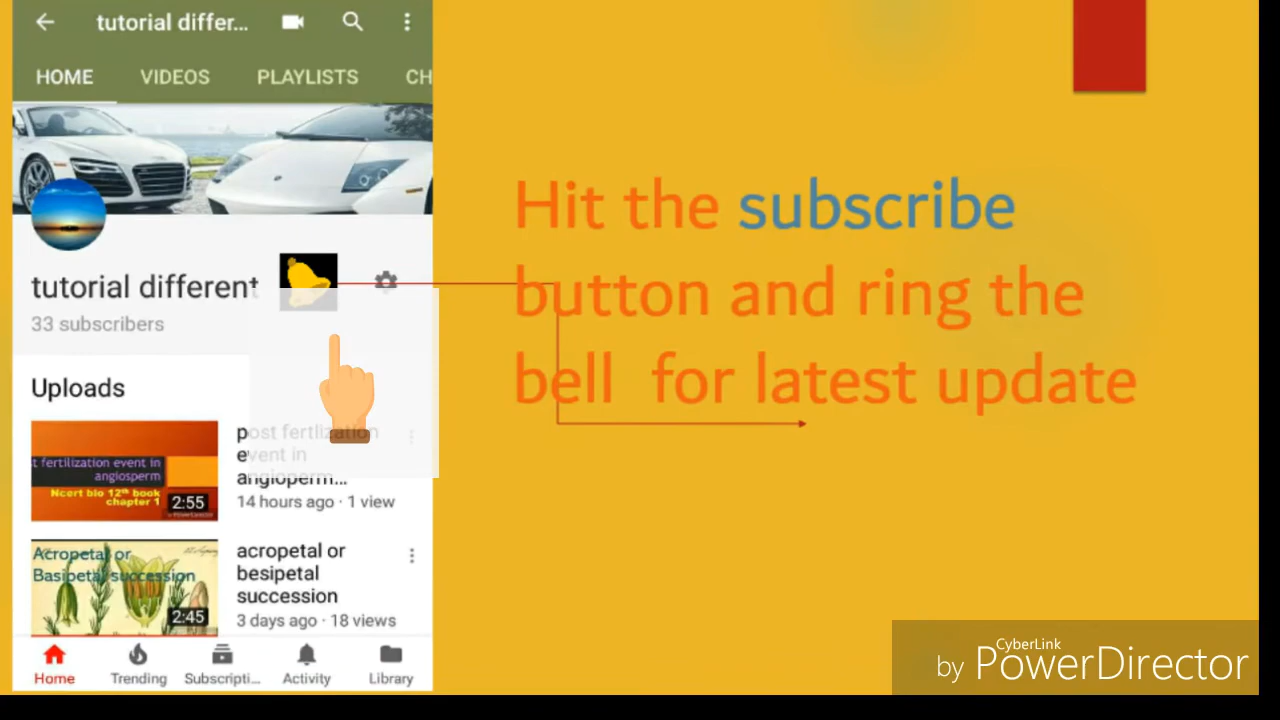 tutorial differ...
HOME VIDEOS PLAYLISTS CH
tutorial different
33 subscribers
Uploads
t fertilization event in
angiosperm
Ncert bio 12th book
chapter 1
2:55
post fertlization
event in
angioperm...
14 hours ago · 1 view
Acropetal or
Basipetal succession
2:45
acropetal or
besipetal
succession
3 days ago · 18 views
Home Trending Subscripti... Activity Library
Hit the subscribe
button and ring the
bell for latest update
CyberLink
by PowerDirector